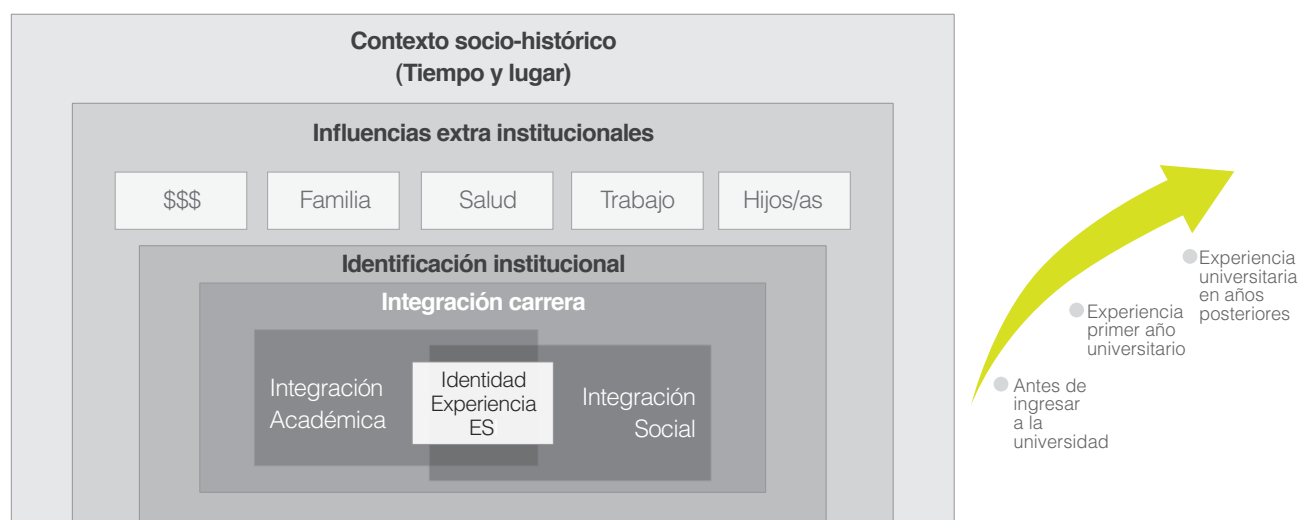 Contexto socio-histórico
(Tiempo y lugar)
Influencias extra institucionales
$$$
Familia
Salud
Trabajo
Hijos/as
Identificación institucional
Integración carrera
Integración
Académica
Identidad
Experiencia
ES
Integración
Social
Experiencia
universitaria
en años
posteriores
Experiencia
primer año
universitario
Antes de
ingresar
a la
universidad